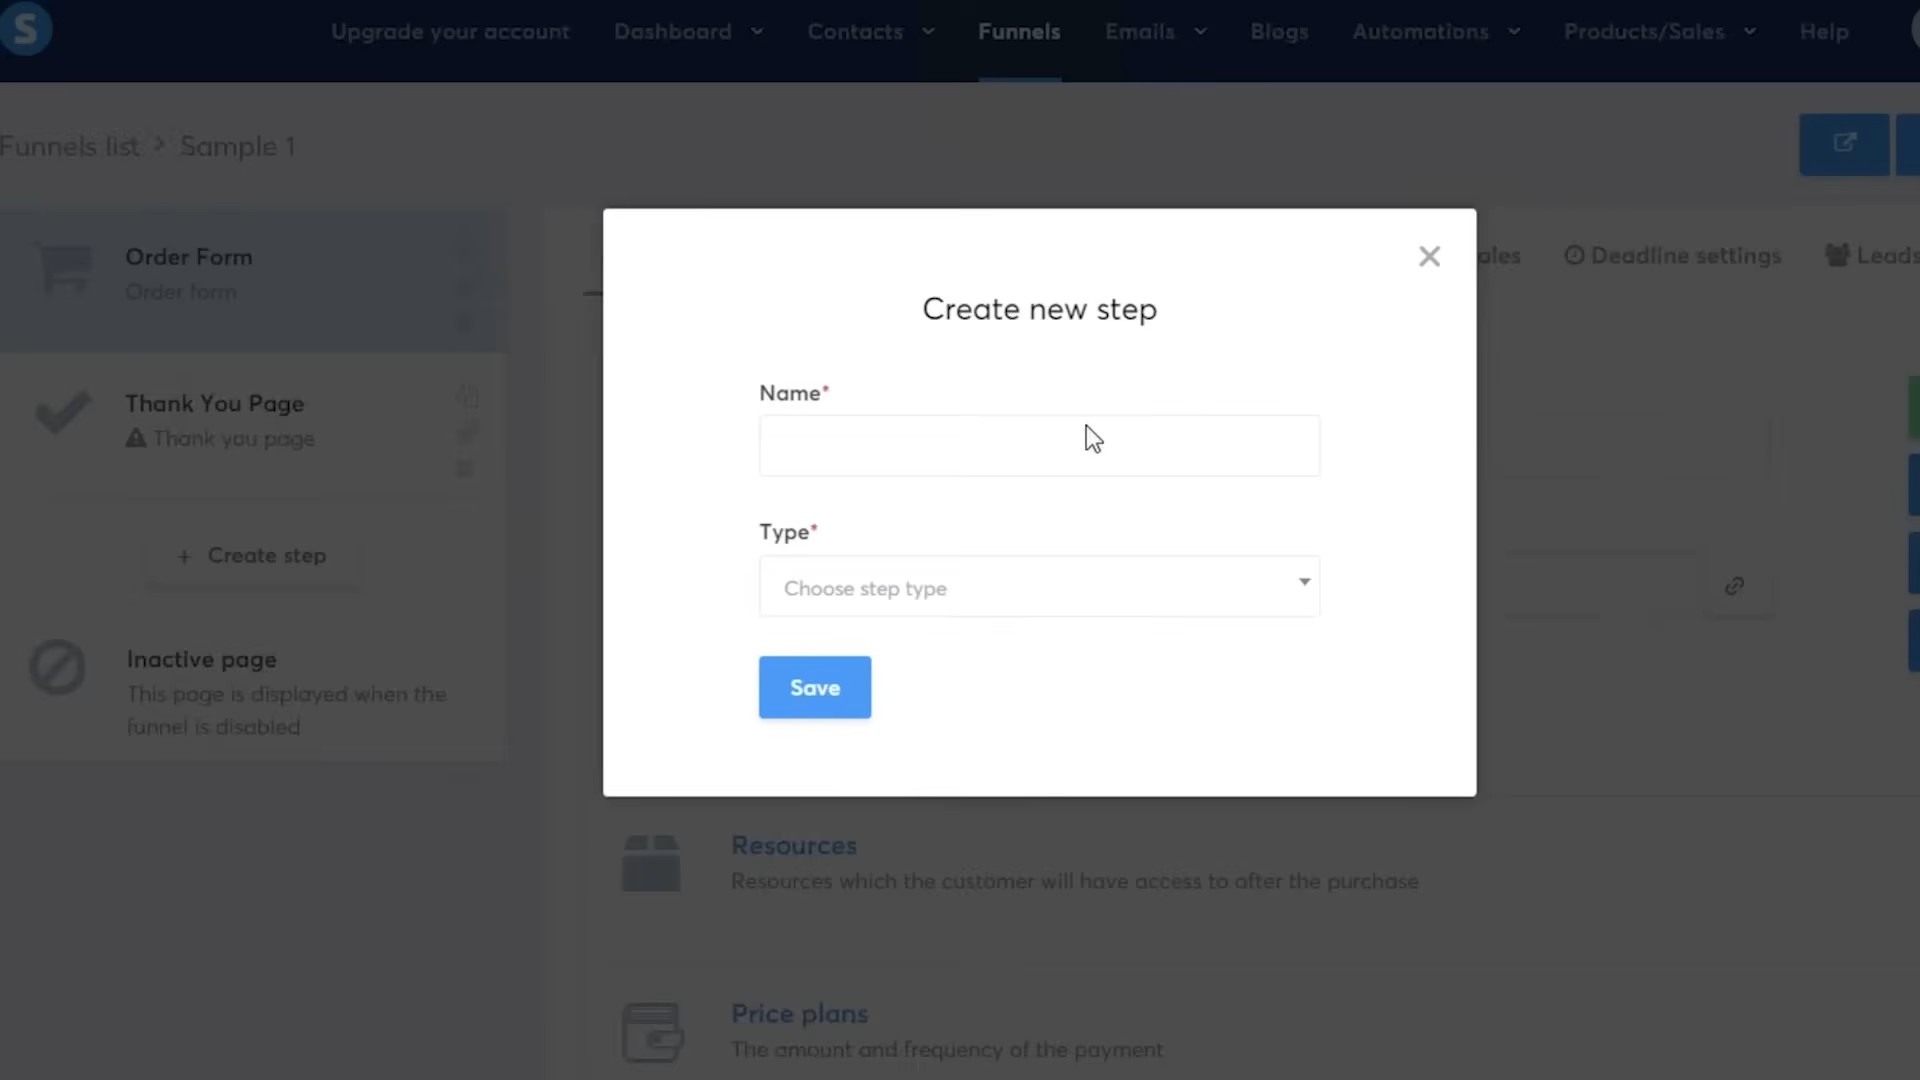 S
Upgrade your account Dashboard Contacts Funnels Emails Blogs Automations Products/Sales Help
Funnels list > Sample 1
Order Form
Order form
Thank You Page
Thank you page
+ Create step
Inactive page
This page is displayed when the
funnel is disabled
Create new step
Name*
Type*
Choose step type
Save
ales Deadline settings Leads
Resources
Resources which the customer will have access to after the purchase
Price plans
The amount and frequency of the payment